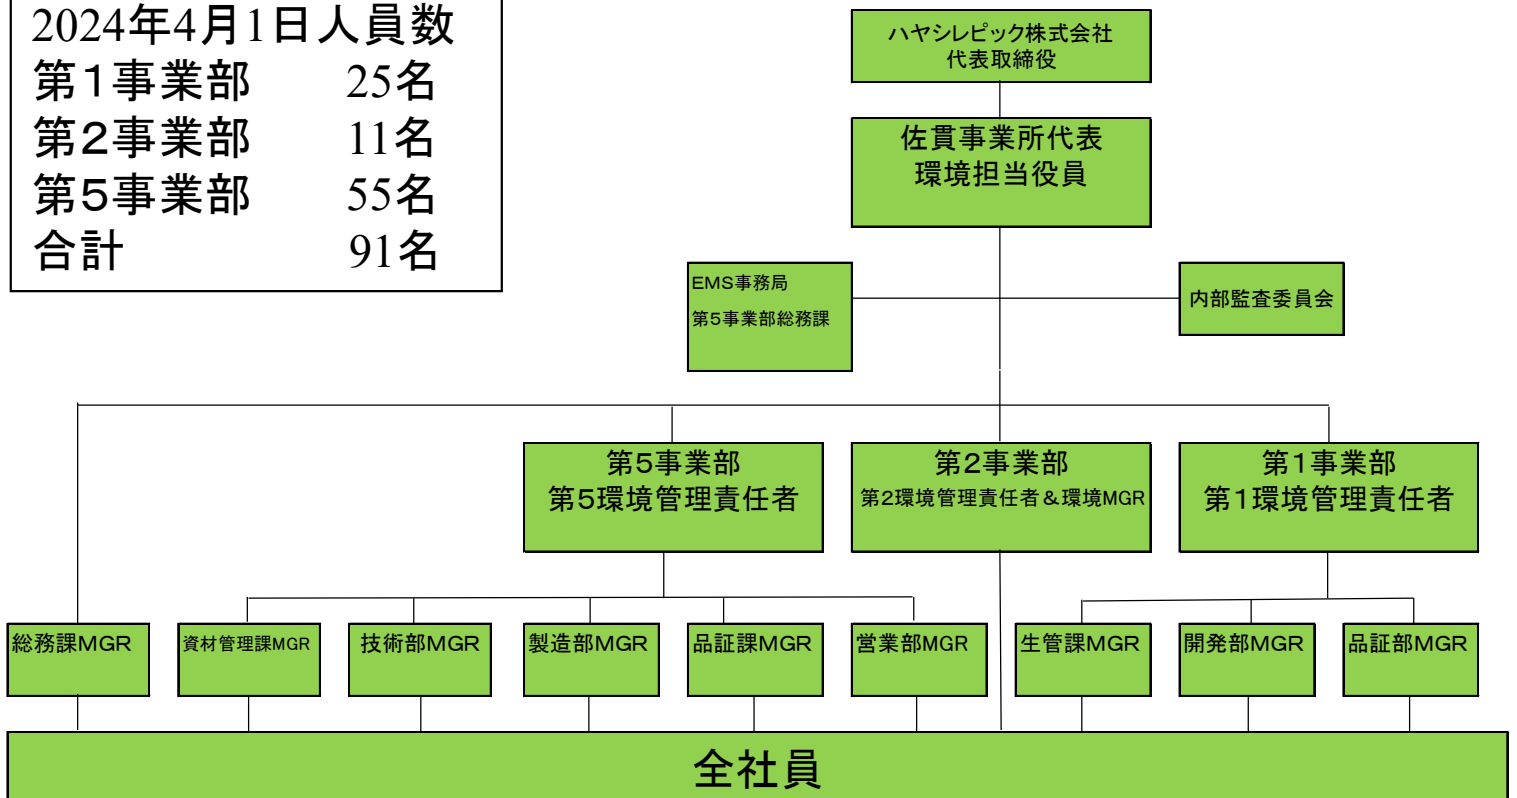 2024年4月1日人員数
第1事業部 25名
第2事業部 11名
第5事業部 55名
合計 91名
ハヤシレピック株式会社
代表取締役
佐貫事業所代表
環境担当役員
EMS事務局
第5事業部総務課
内部監査委員会
第5事業部
第5環境管理責任者
第2事業部
第2環境管理責任者&環境MGR
第1事業部
第1環境管理責任者
総務課MGR
資材管理課MGR
技術部MGR
製造部MGR
品証課MGR
営業部MGR
生管課MGR
開発部MGR
品証部MGR
全社員